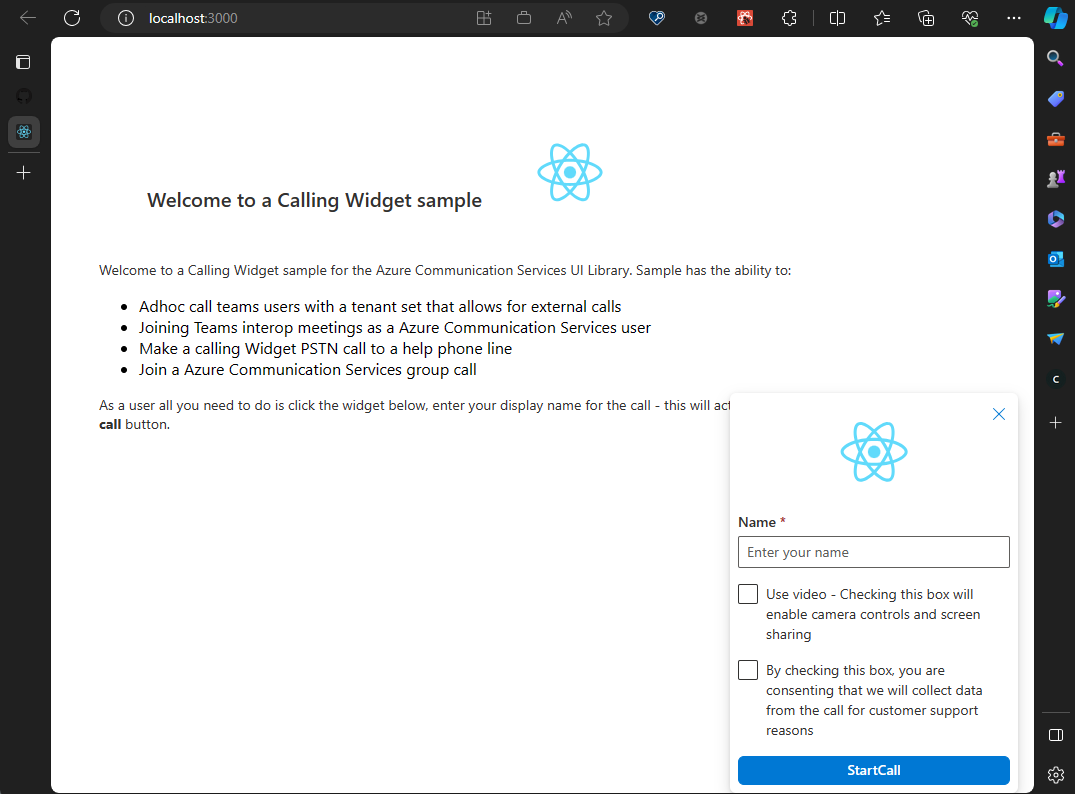 localhost:3000
Welcome to a Calling Widget sample
Welcome to a Calling Widget sample for the Azure Communication Services UI Library. Sample has the ability to:
• Adhoc call teams users with a tenant set that allows for external calls
• Joining Teams interop meetings as a Azure Communication Services user
• Make a calling Widget PSTN call to a help phone line
• Join a Azure Communication Services group call
As a user all you need to do is click the widget below, enter your display name for the call - this will act
call button.
Name *
Enter your name
Use video - Checking this box will
enable camera controls and screen
sharing
By checking this box, you are
consenting that we will collect data
from the call for customer support
reasons
StartCall
C